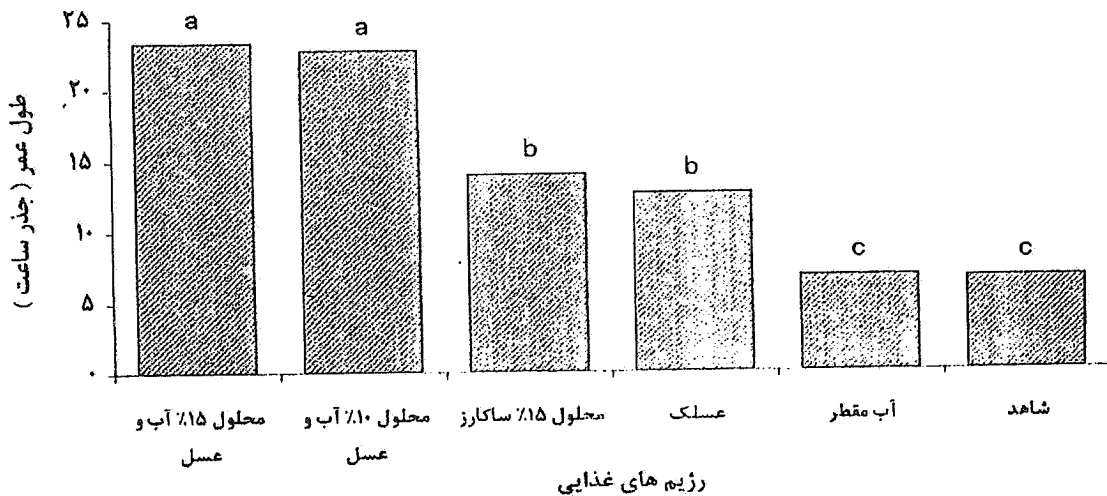 طول عمر ( جذر ساعت )
۲۵
۲۰
۱۵
۱۰
۵
۰
a
a
b
b
c
c
محلول ۱۵٪ آب و
عسل
محلول ۱۰٪ آب و
عسل
محلول ۱۵٪ ساکارز
عسلک
آب مقطر
شاهد
رژیم های غذایی